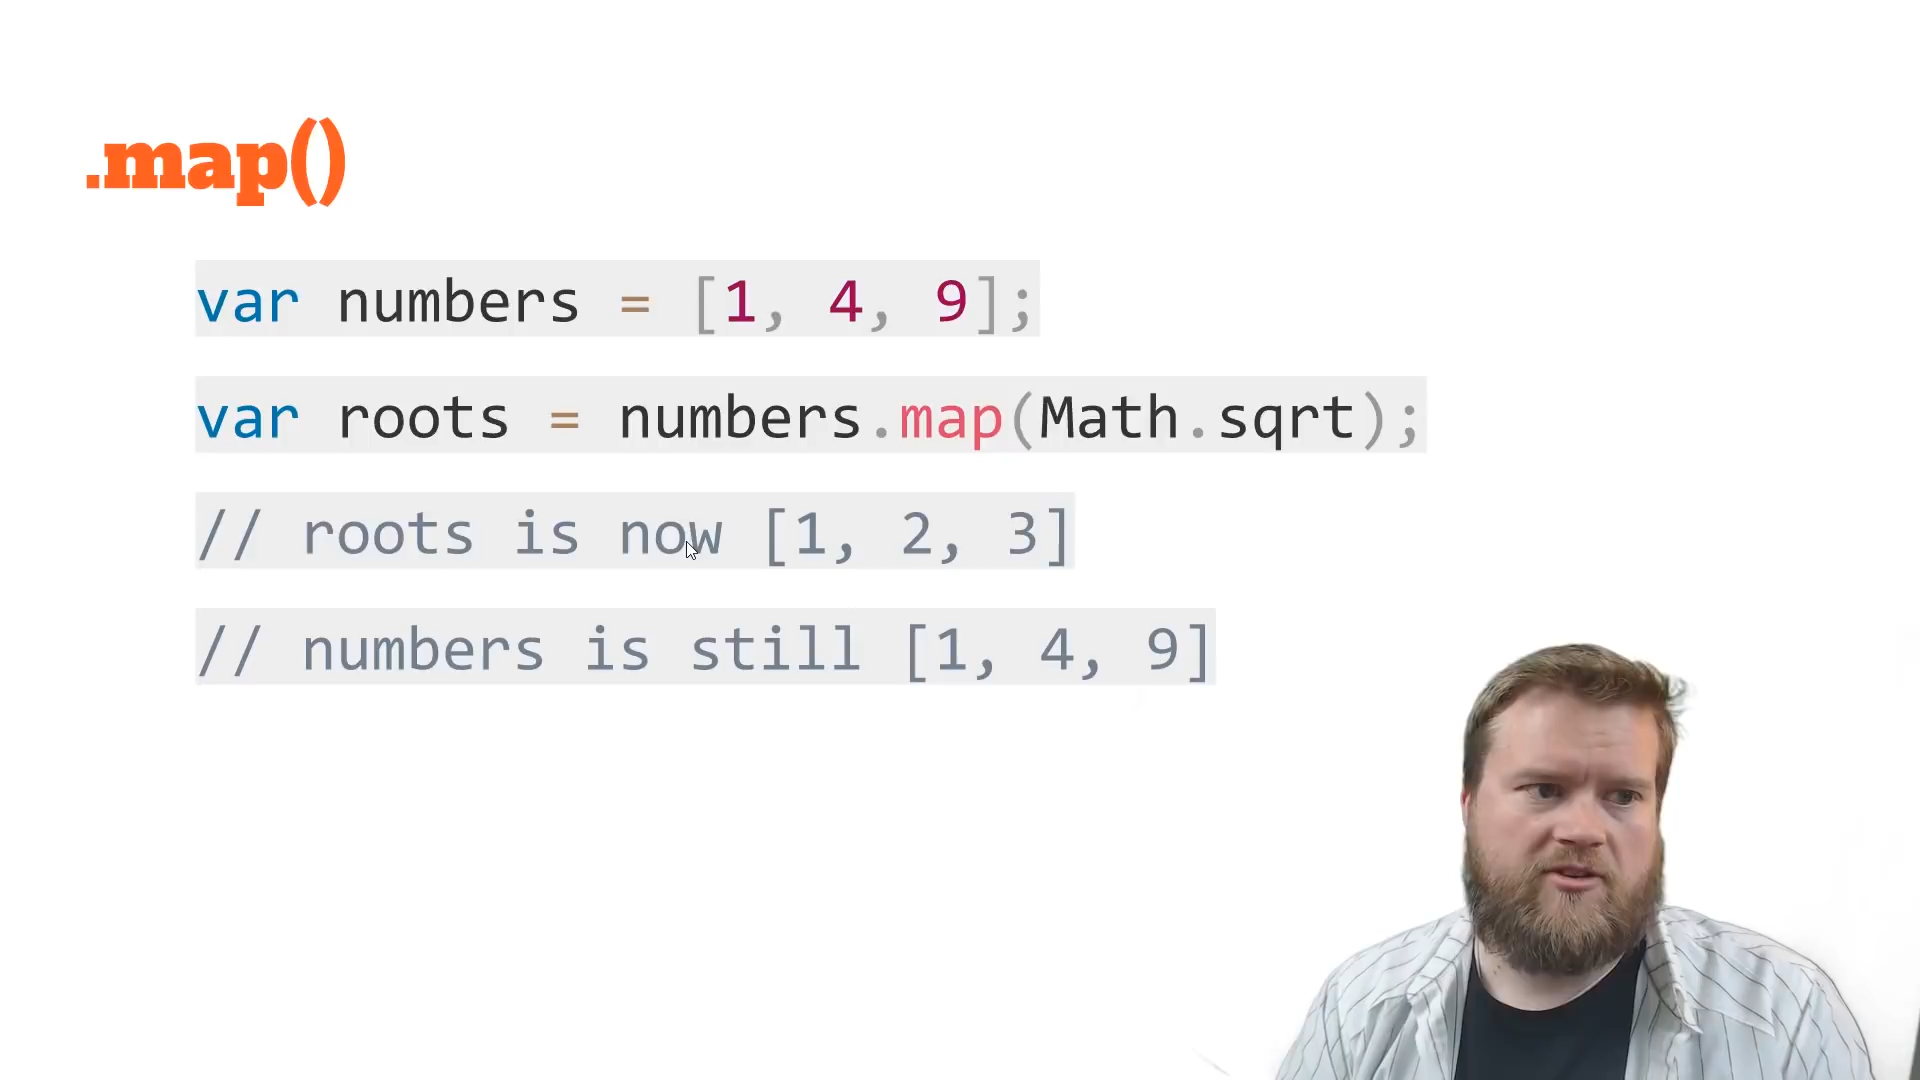 .map()
var numbers = [1, 4, 9];
var roots = numbers.map(Math.sqrt);
// roots is now [1, 2, 3]
// numbers is still [1, 4, 9]